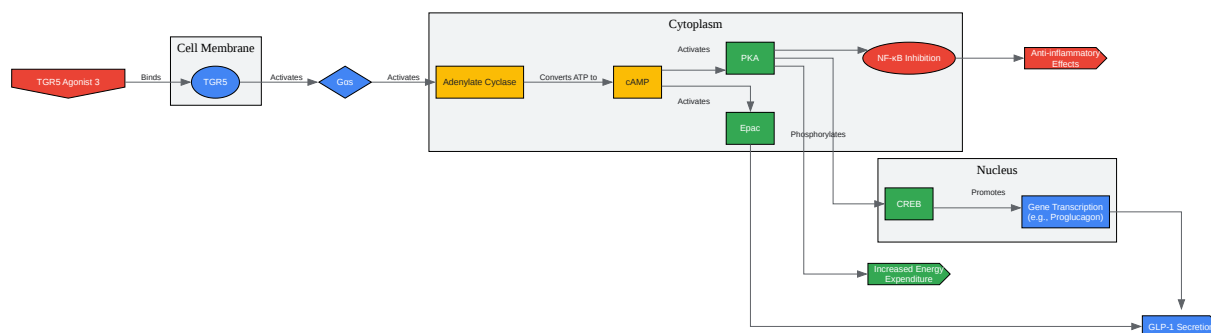 Cytoplasm
Cell Membrane
TGR5 Agonist 3
Binds
TGR5
Activates
Gαs
Activates
Adenylate Cyclase
Converts ATP to
cAMP
Activates
Activates
PKA
Epac
Phosphorylates
NF-κB Inhibition
Anti-inflammatory
Effects
Nucleus
CREB
Promotes
Gene Transcription
(e.g., Proglucagon)
Increased Energy
Expenditure
GLP-1 Secretion